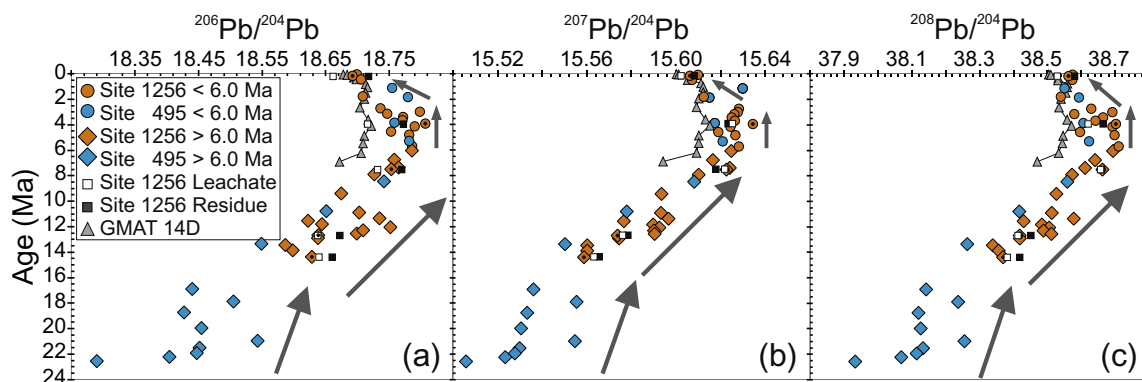 ²⁰⁶Pb/²⁰⁴Pb ²⁰⁷Pb/²⁰⁴Pb ²⁰⁸Pb/²⁰⁴Pb
18.35 18.45 18.55 18.65 18.75 15.52 15.56 15.60 15.64 37.9 38.1 38.3 38.5 38.7
Age (Ma)
0
2
4
6
8
10
12
14
16
18
20
22
24
Site 1256 < 6.0 Ma
Site 495 < 6.0 Ma
Site 1256 > 6.0 Ma
Site 495 > 6.0 Ma
Site 1256 Leachate
Site 1256 Residue
GMAT 14D
(a) (b) (c)